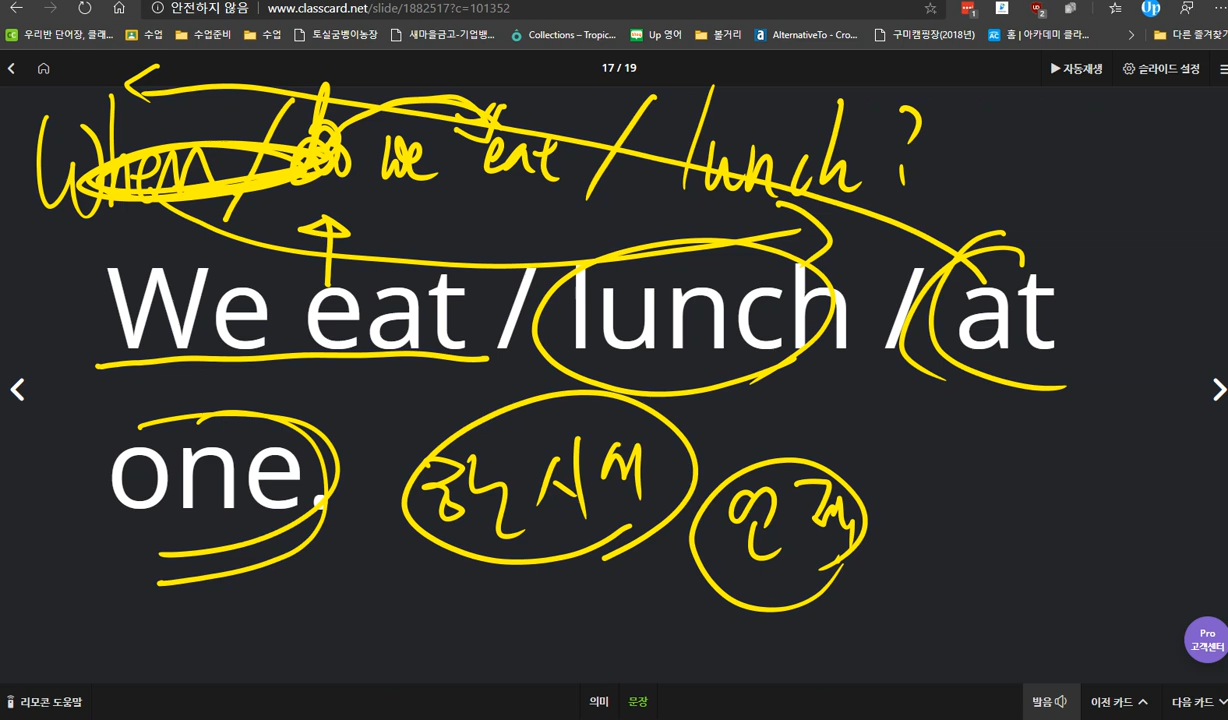 안전하지 않음 www.classcard.net/slide/1882517?c=101352
우리반 단어장, 클래... 수업 수업준비 수업 토실궁뱅이농장 새마을금고-기업뱅... Collections – Tropic... Up 영어 볼거리 AlternativeTo - Cro... 구미캠핑장(2018년) 홈 | 아카데미 클라... 다른 즐겨찾기
17 / 19 자동재생 슬라이드 설정
When / do we eat / lunch ?
We eat / lunch / at
one.
한 시에 언제
Pro
고객센터
리모콘 도움말 의미 문장 발음 이전 카드 다음 카드